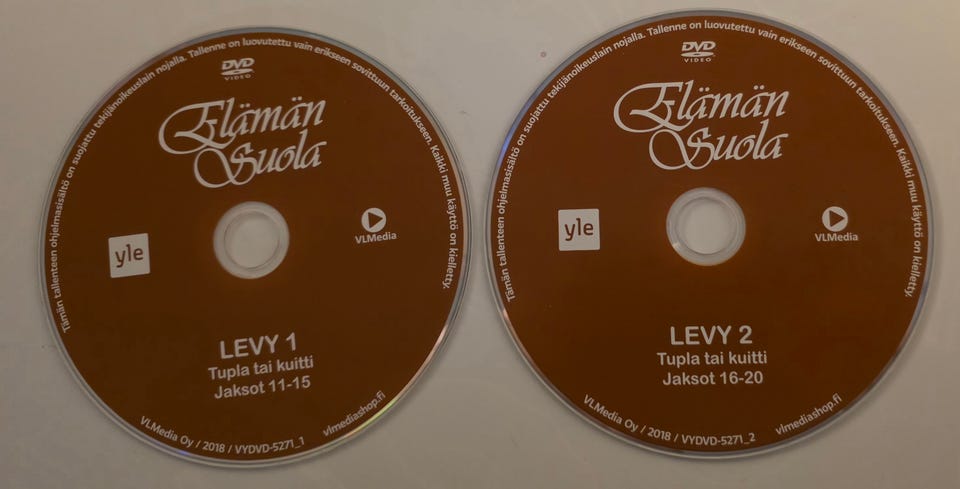 Tämän tallenteen ohjelmasisältö on suojattu tekijänoikeuslain nojalla. Tallenne on luovutettu vain erikseen sovittuun tarkoitukseen. Kaikki muu käyttö on kielletty.
DVD
VIDEO
Elämän
Suola
yle
VLMedia
LEVY 1
Tupla tai kuitti
Jaksot 11-15
VLMedia Oy / 2018 / VYDVD-5271_1
vlmediashop.fi
Tämän tallenteen ohjelmasisältö on suojattu tekijänoikeuslain nojalla. Tallenne on luovutettu vain erikseen sovittuun tarkoitukseen. Kaikki muu käyttö on kielletty.
DVD
VIDEO
Elämän
Suola
yle
VLMedia
LEVY 2
Tupla tai kuitti
Jaksot 16-20
VLMedia Oy / 2018 / VYDVD-5271_2
vlmediashop.fi